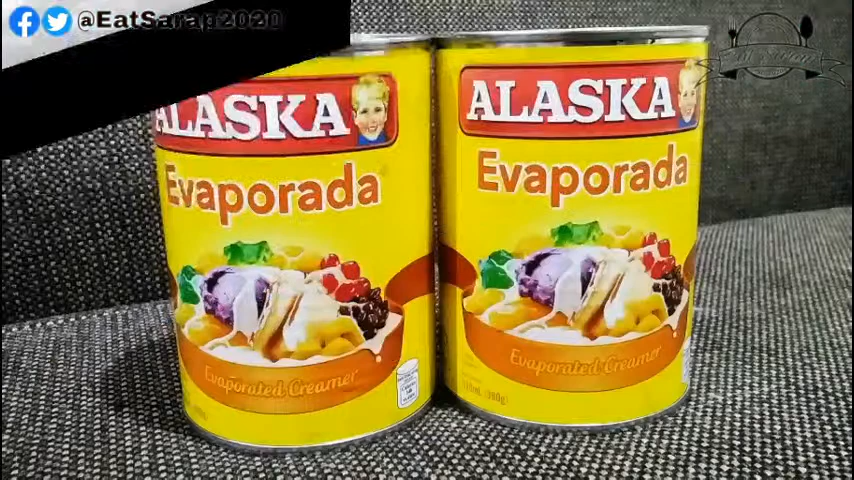 @EatSarap2020
ALASKA
Evaporada
Evaporated Creamer
ALASKA
Evaporada
Evaporated Creamer